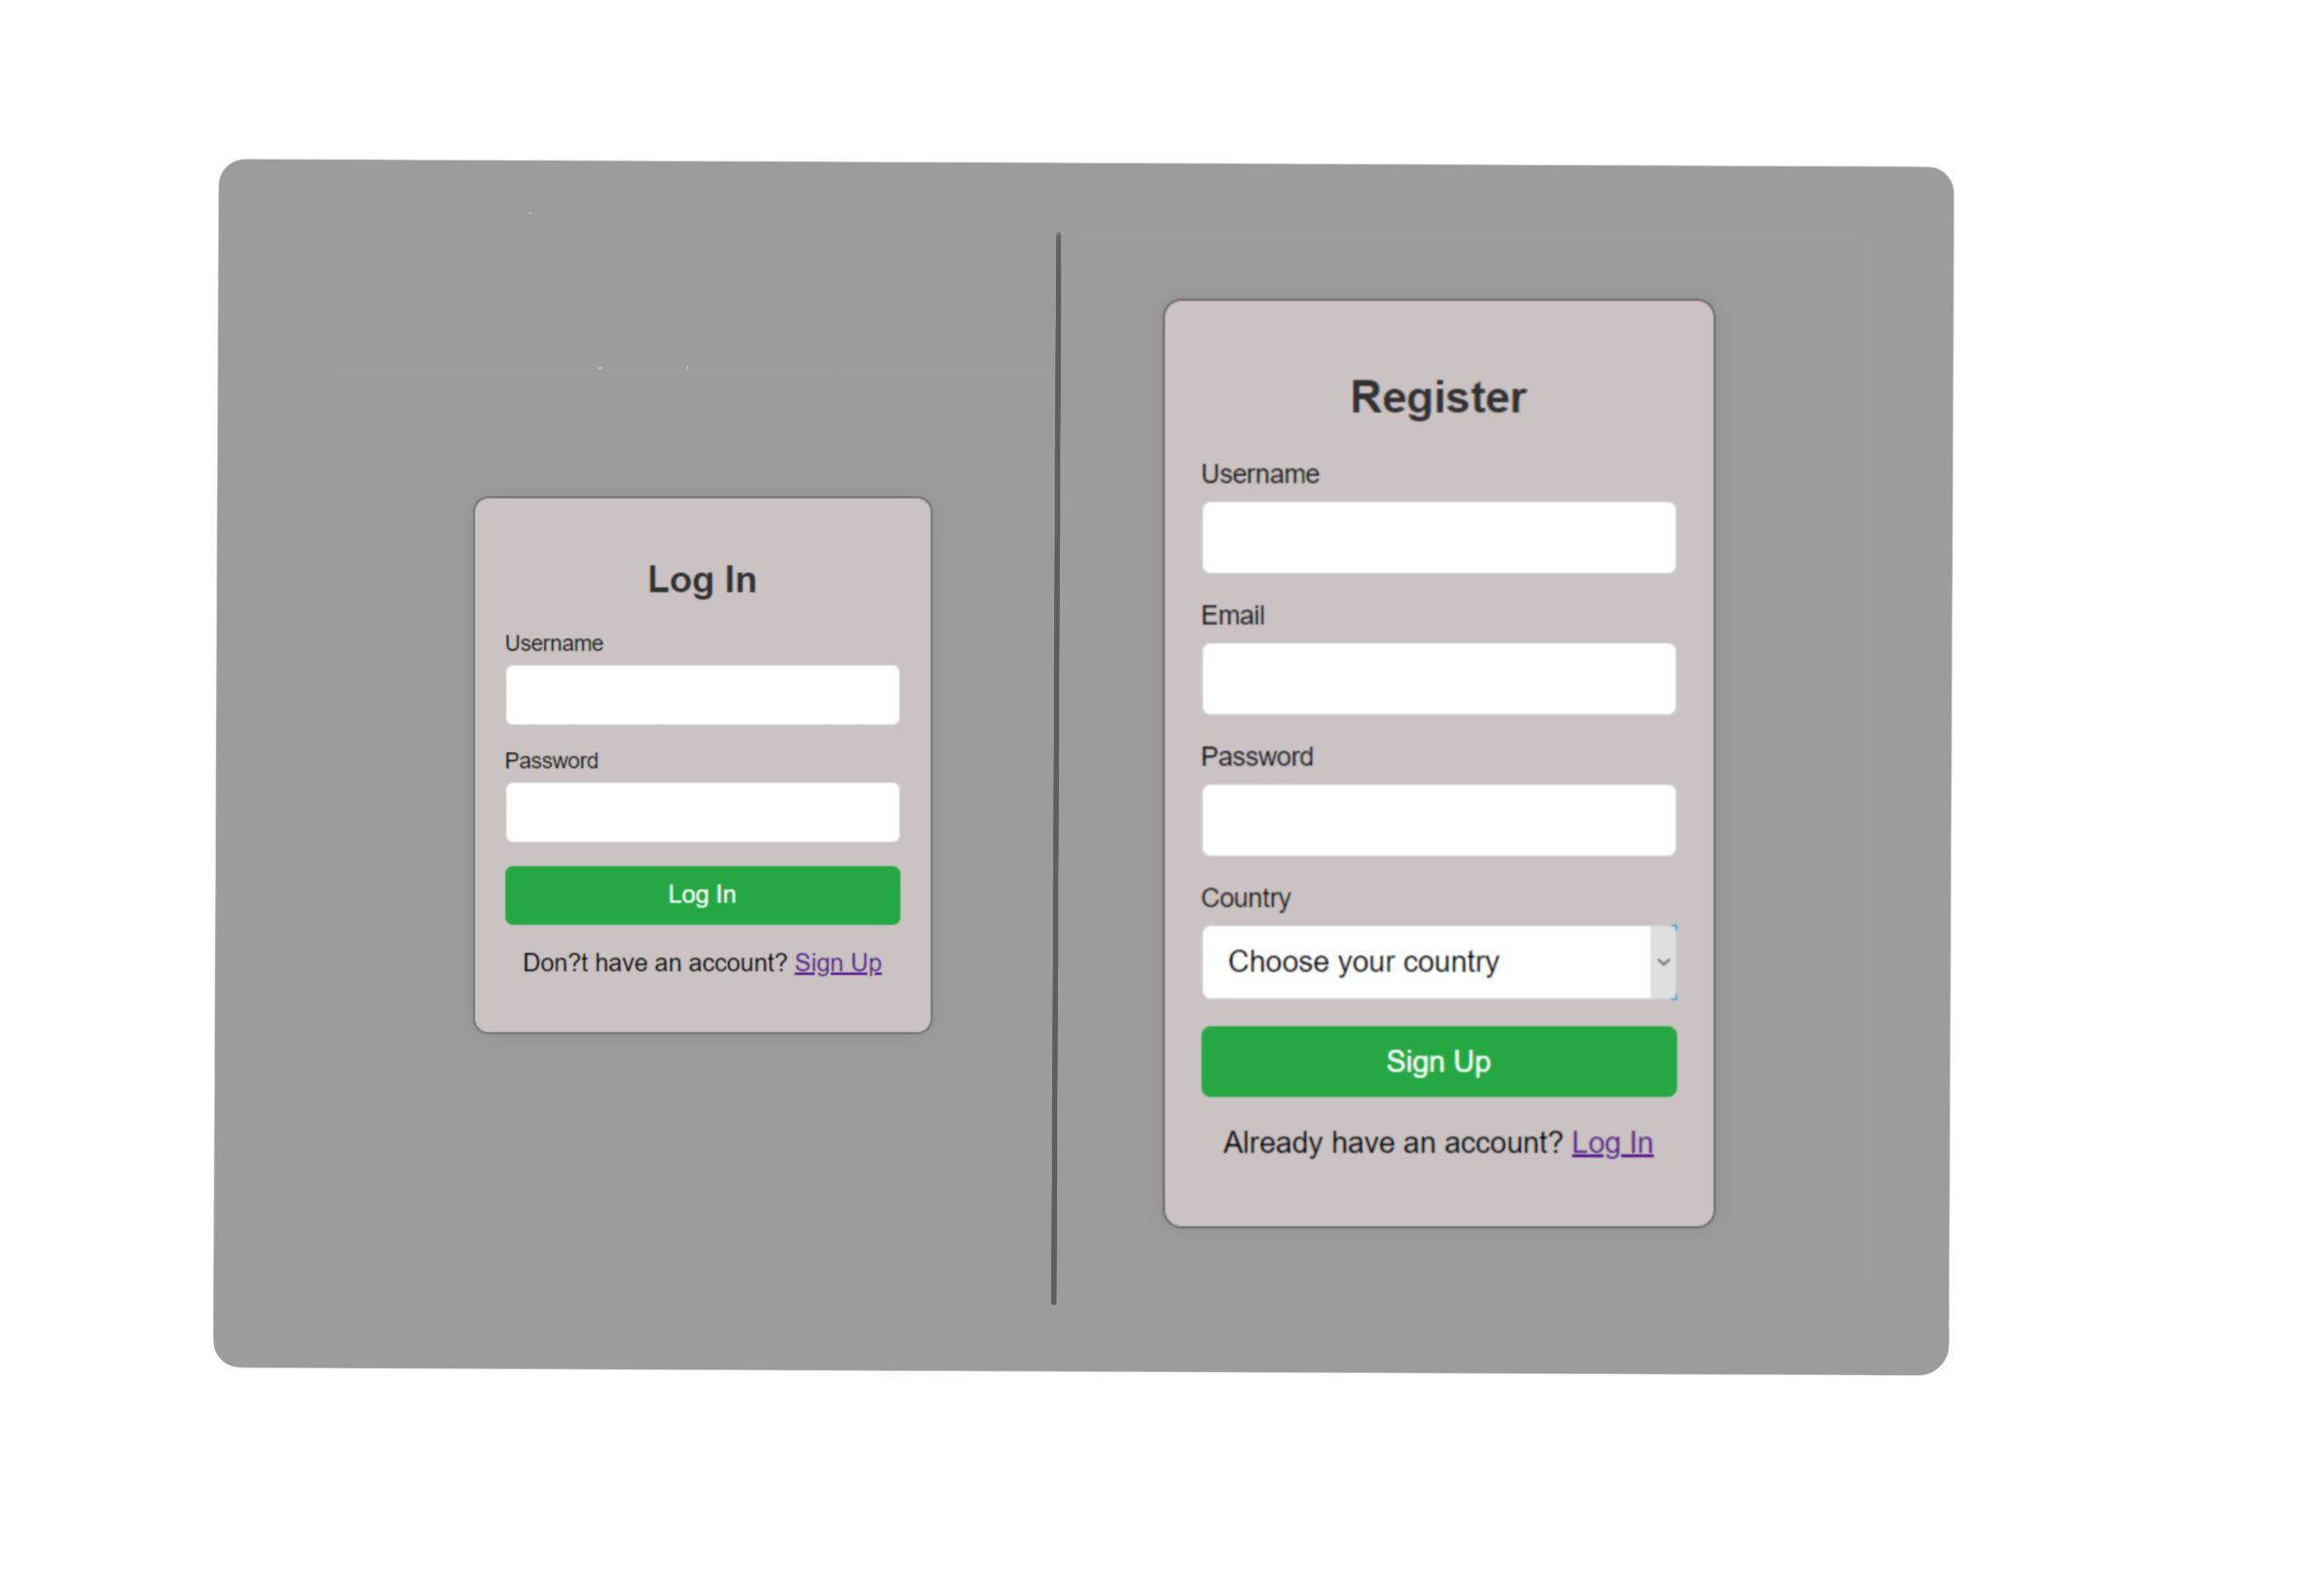 Log In
Username
Password
Log In
Don?t have an account? Sign Up
Register
Username
Email
Password
Country
Choose your country
Sign Up
Already have an account? Log In